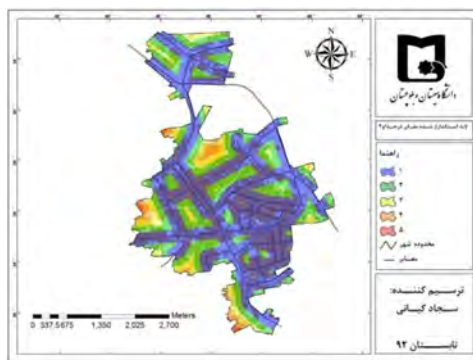 N
W E
S
دانشگاه سیستان و بلوچستان
راهنما
۱
۲
۳
۴
۵
محدوده شهر
معابر
ترسیم کننده:
سجاد کیانی
تابستان ۹۲
Meters
0 337.5 675 1,350 2,025 2,700